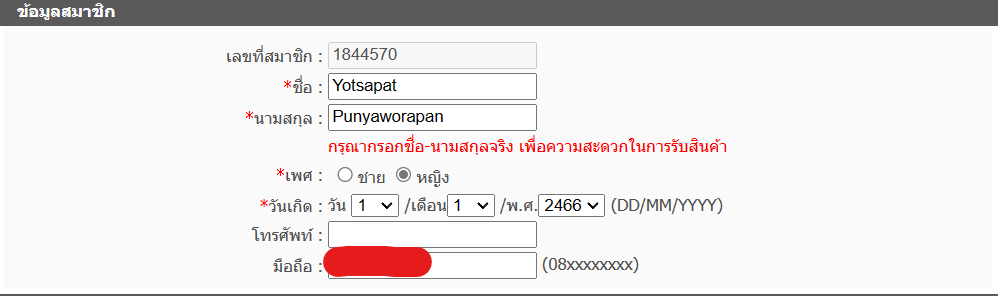 ข้อมูลสมาชิก
เลขที่สมาชิก : 1844570
*ชื่อ : Yotsapat
*นามสกุล : Punyaworapan
กรุณากรอกชื่อ-นามสกุลจริง เพื่อความสะดวกในการรับสินค้า
*เพศ : ชาย หญิง
*วันเกิด : วัน 1 /เดือน 1 /พ.ศ. 2466 (DD/MM/YYYY)
โทรศัพท์ :
มือถือ : (08xxxxxxxx)